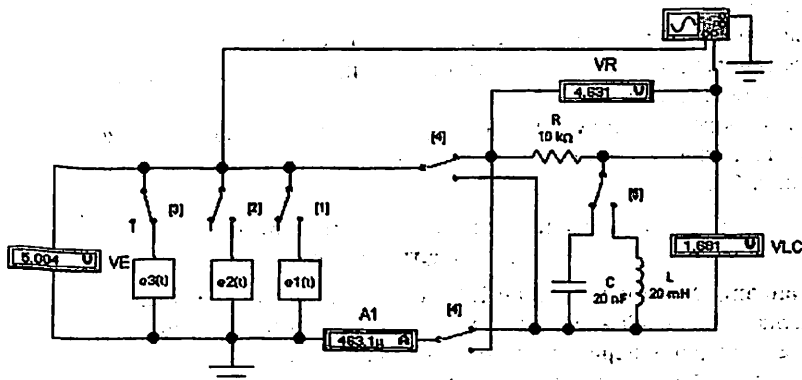 VR
4.631 V
R
10 kΩ
[4]
[3]
[2]
[1]
[5]
5.004 V
VE
e3(t)
e2(t)
e1(t)
C
20 nF
L
20 mH
1.891 V
VLC
A1
463.1µ A
[4]